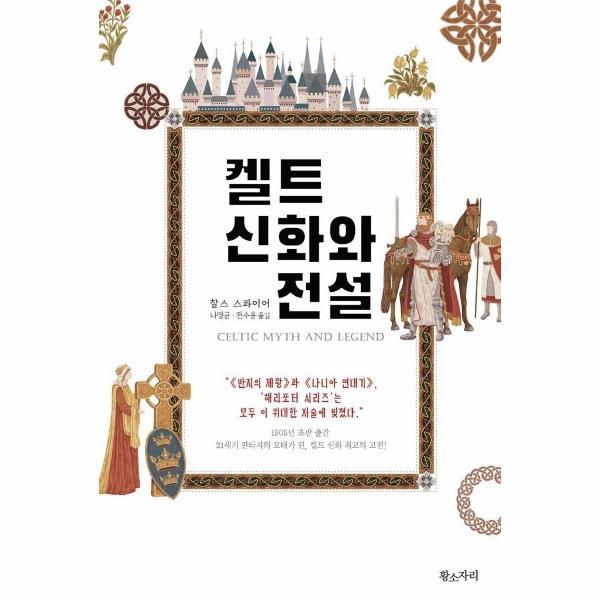 켈트
신화와
전설
찰스 스콰이어
나영균 · 전수용 옮김
CELTIC MYTH AND LEGEND
"《반지의 제왕》과 《나니아 연대기》,
'해리포터 시리즈'는
모두 이 위대한 저술에 빚졌다."
1905년 초판 출간
21세기 판타지의 모태가 된, 켈트 신화 최고의 고전!
황소자리